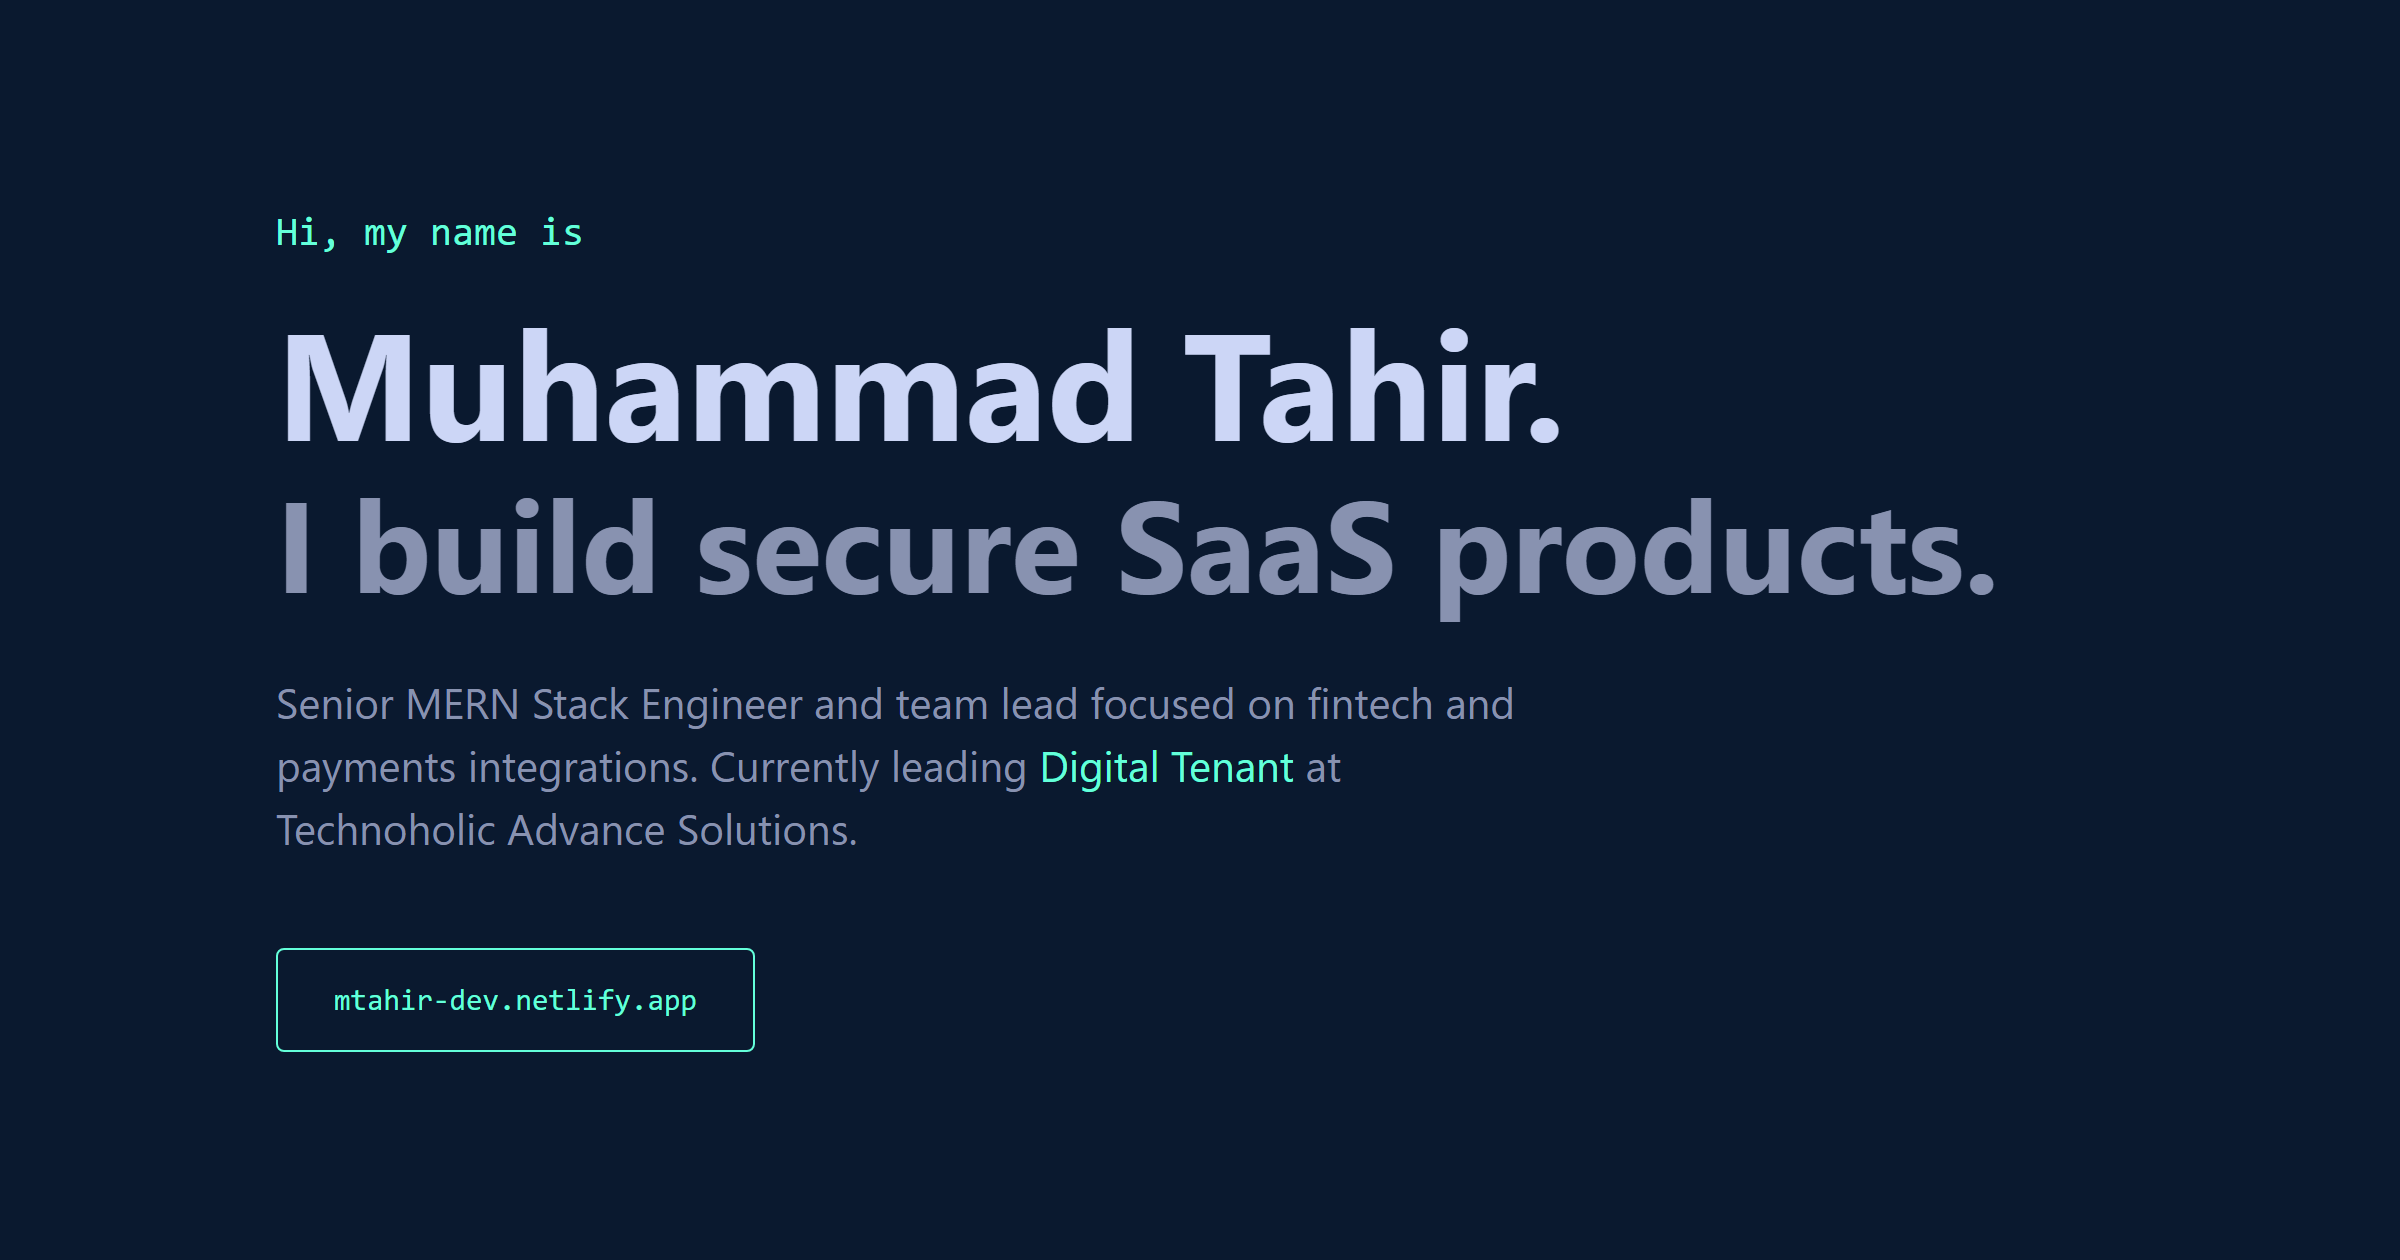 Hi, my name is
Muhammad Tahir.
I build secure SaaS products.
Senior MERN Stack Engineer and team lead focused on fintech and
payments integrations. Currently leading Digital Tenant at
Technoholic Advance Solutions.
mtahir-dev.netlify.app